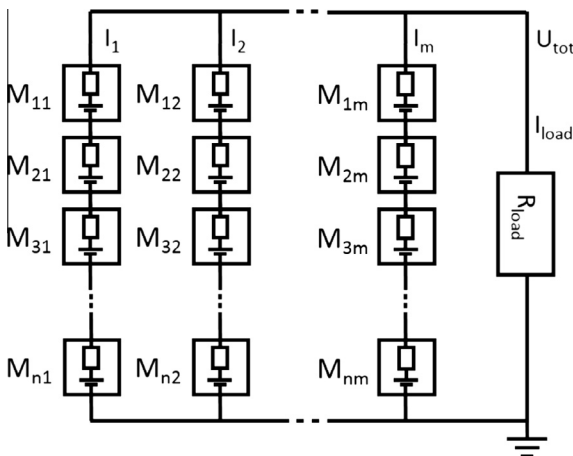 I1 I2 Im Utot
M11 M12 M1m
Iload
M21 M22 M2m
Rload
M31 M32 M3m
Mn1 Mn2 Mnm